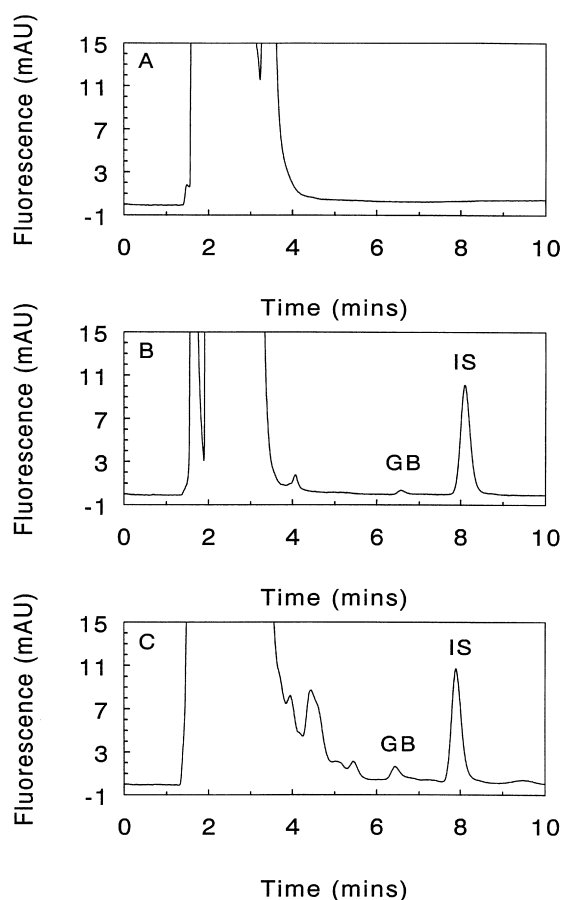 Fluorescence (mAU)
15
11
7
3
-1
A
0 2 4 6 8 10
Time (mins)
Fluorescence (mAU)
15
11
7
3
-1
B
GB
IS
0 2 4 6 8 10
Time (mins)
Fluorescence (mAU)
15
11
7
3
-1
C
GB
IS
0 2 4 6 8 10
Time (mins)